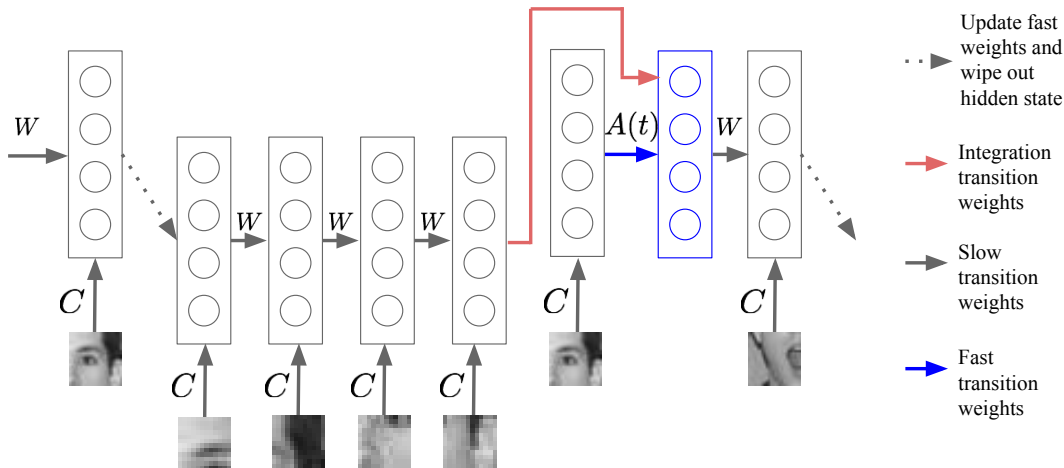 W
C
C
W
C
W
C
W
C
C
A(t)
W
C
Update fast
weights and
wipe out
hidden state
Integration
transition
weights
Slow
transition
weights
Fast
transition
weights